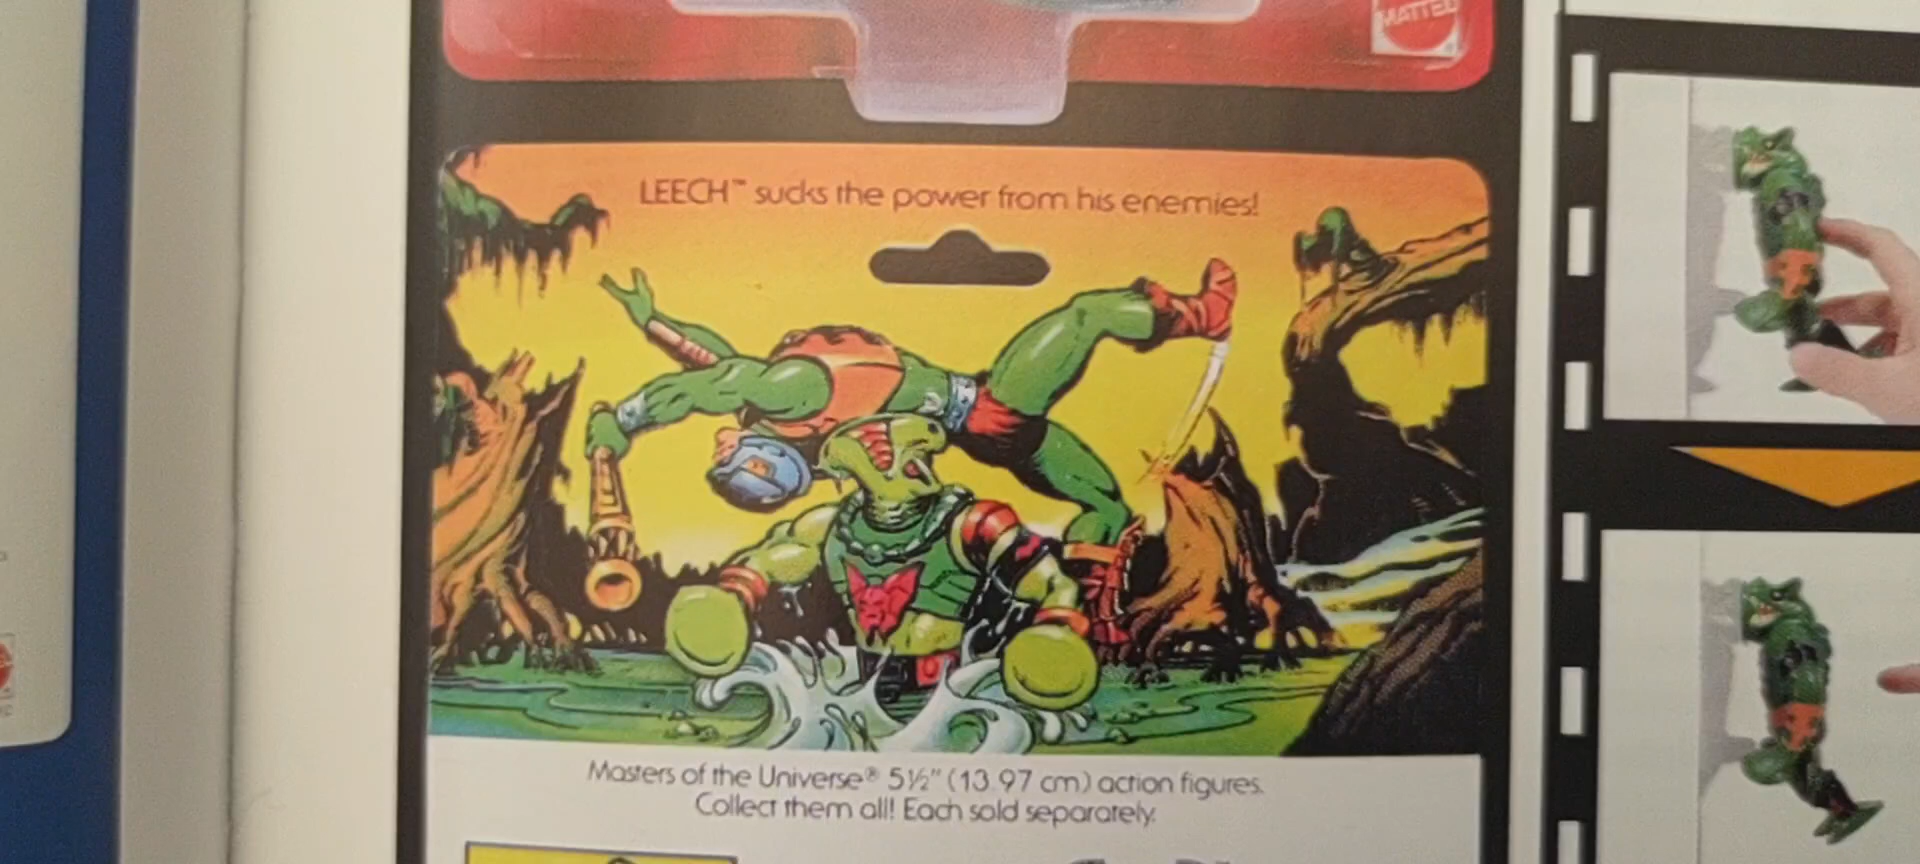 MATTEL
LEECH™ sucks the power from his enemies!
Masters of the Universe® 5½" (13.97 cm) action figures.
Collect them all! Each sold separately.